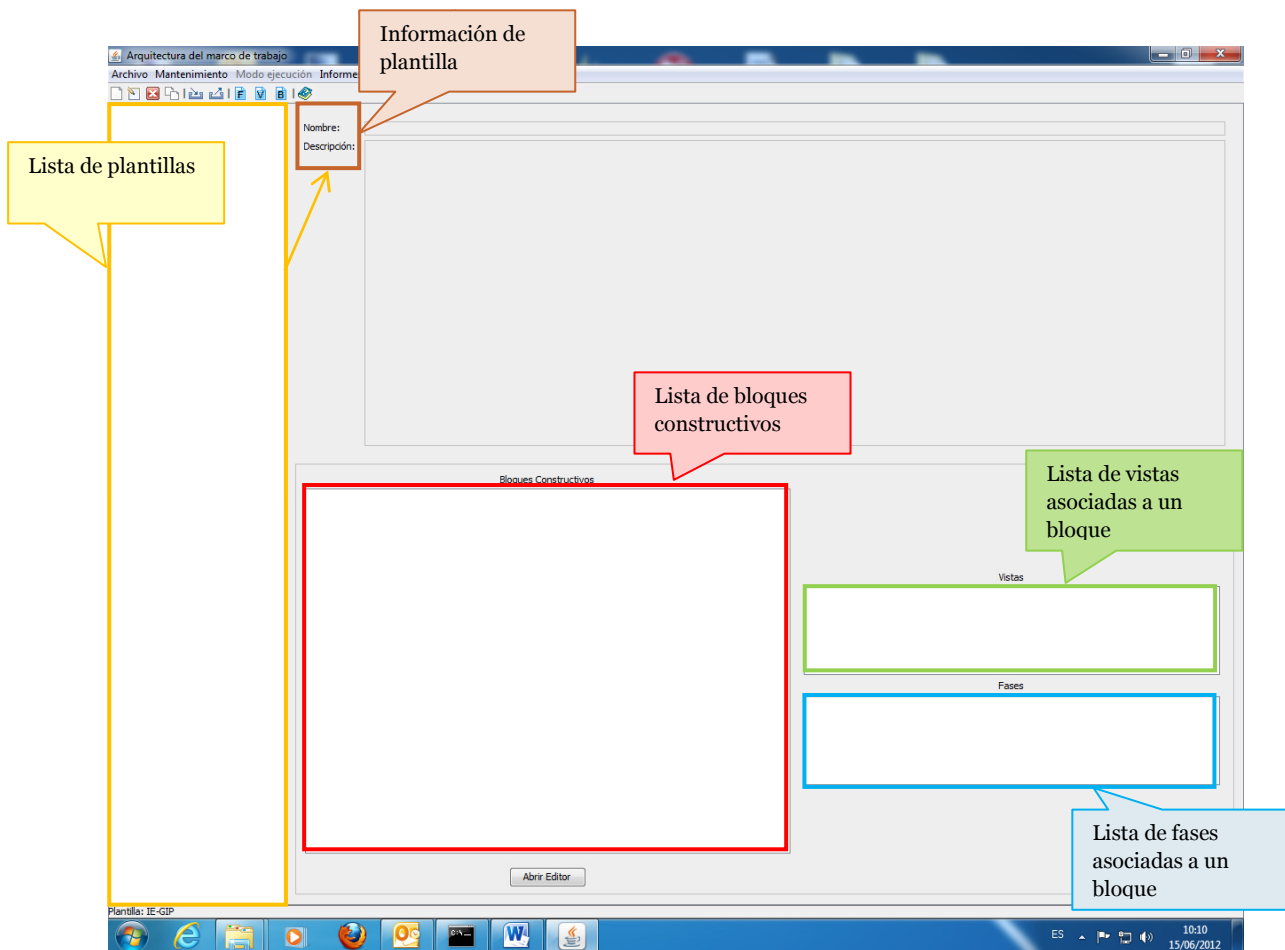 Información de
plantilla
Arquitectura del marco de trabajo
Archivo Mantenimiento Modo ejecución Informe
F V B
Nombre:
Descripción:
Lista de plantillas
Lista de bloques
constructivos
Bloques Constructivos
Lista de vistas
asociadas a un
bloque
Vistas
Fases
Lista de fases
asociadas a un
bloque
Abrir Editor
Plantilla: IE-GIP
ES
10:10
15/06/2012